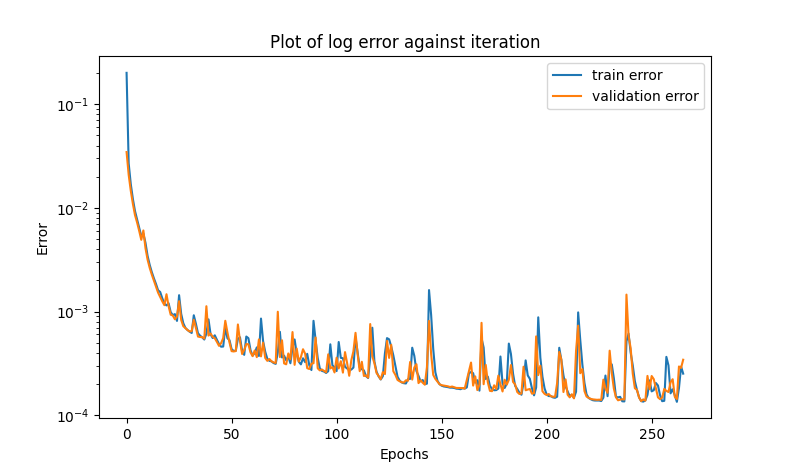 Plot of log error against iteration
train error
validation error
Error
10⁻¹
10⁻²
10⁻³
10⁻⁴
0 50 100 150 200 250
Epochs